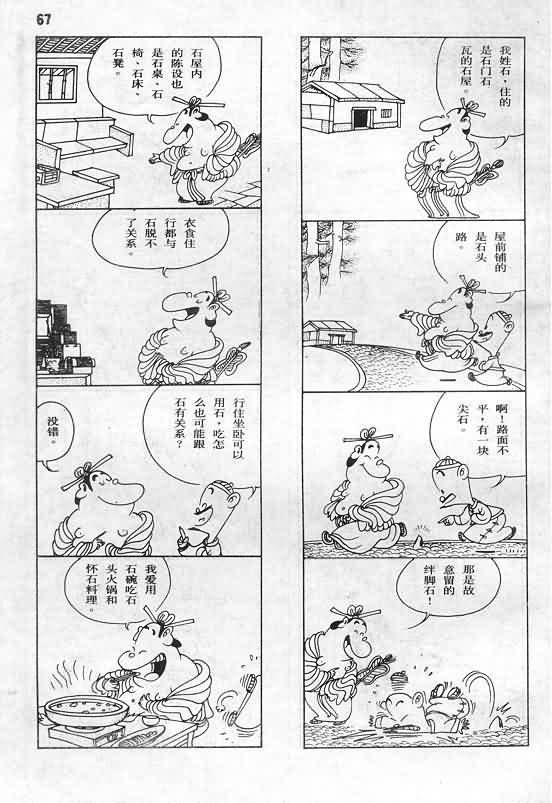 67
我姓石，住的
是石门石
瓦的石屋。
屋前铺的
是石头
路。
啊！路面不
平，有一块
尖石。
那是故
意留的
绊脚石！
石屋内
的陈设也
是石桌、石
椅、石床、
石凳。
衣食住
行都与
石脱不
了关系。
行住坐卧可以
用石，吃怎
么也可能跟
石有关系？
没错。
我爱用
石碗吃石
头火锅和
怀石料理。